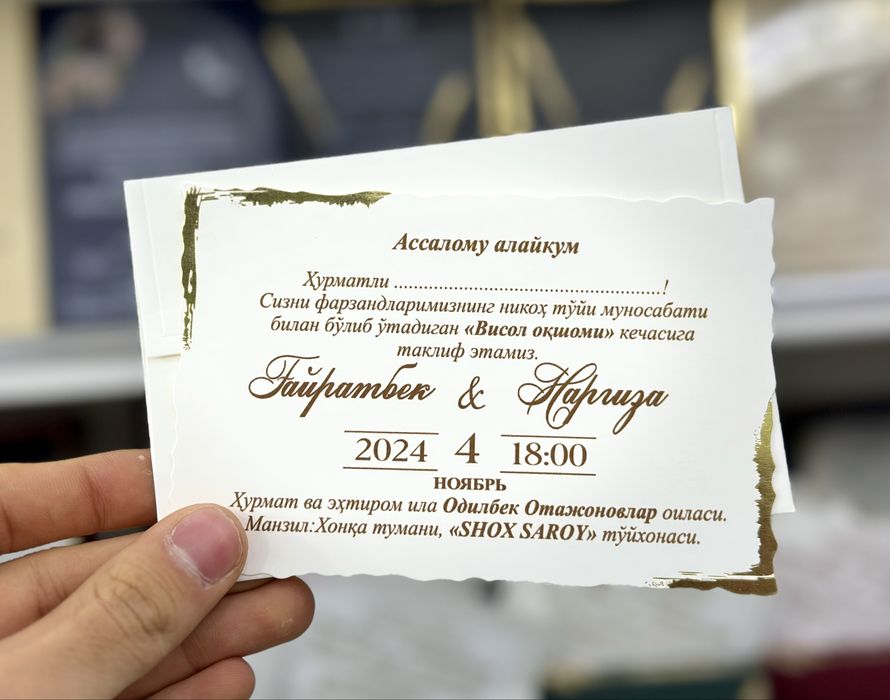 Ассалому алайкум
Ҳурматли ......................................................!
Сизни фарзандларимизнинг никоҳ тўйи муносабати
билан бўлиб ўтадиган «Висол оқшоми» кечасига
таклиф этамиз.
Ғайратбек & Наргиза
2024 4 18:00
НОЯБРЬ
Ҳурмат ва эҳтиром ила Одилбек Отажоновлар оиласи.
Манзил:Хонқа тумани, «SHOX SAROY» тўйхонаси.